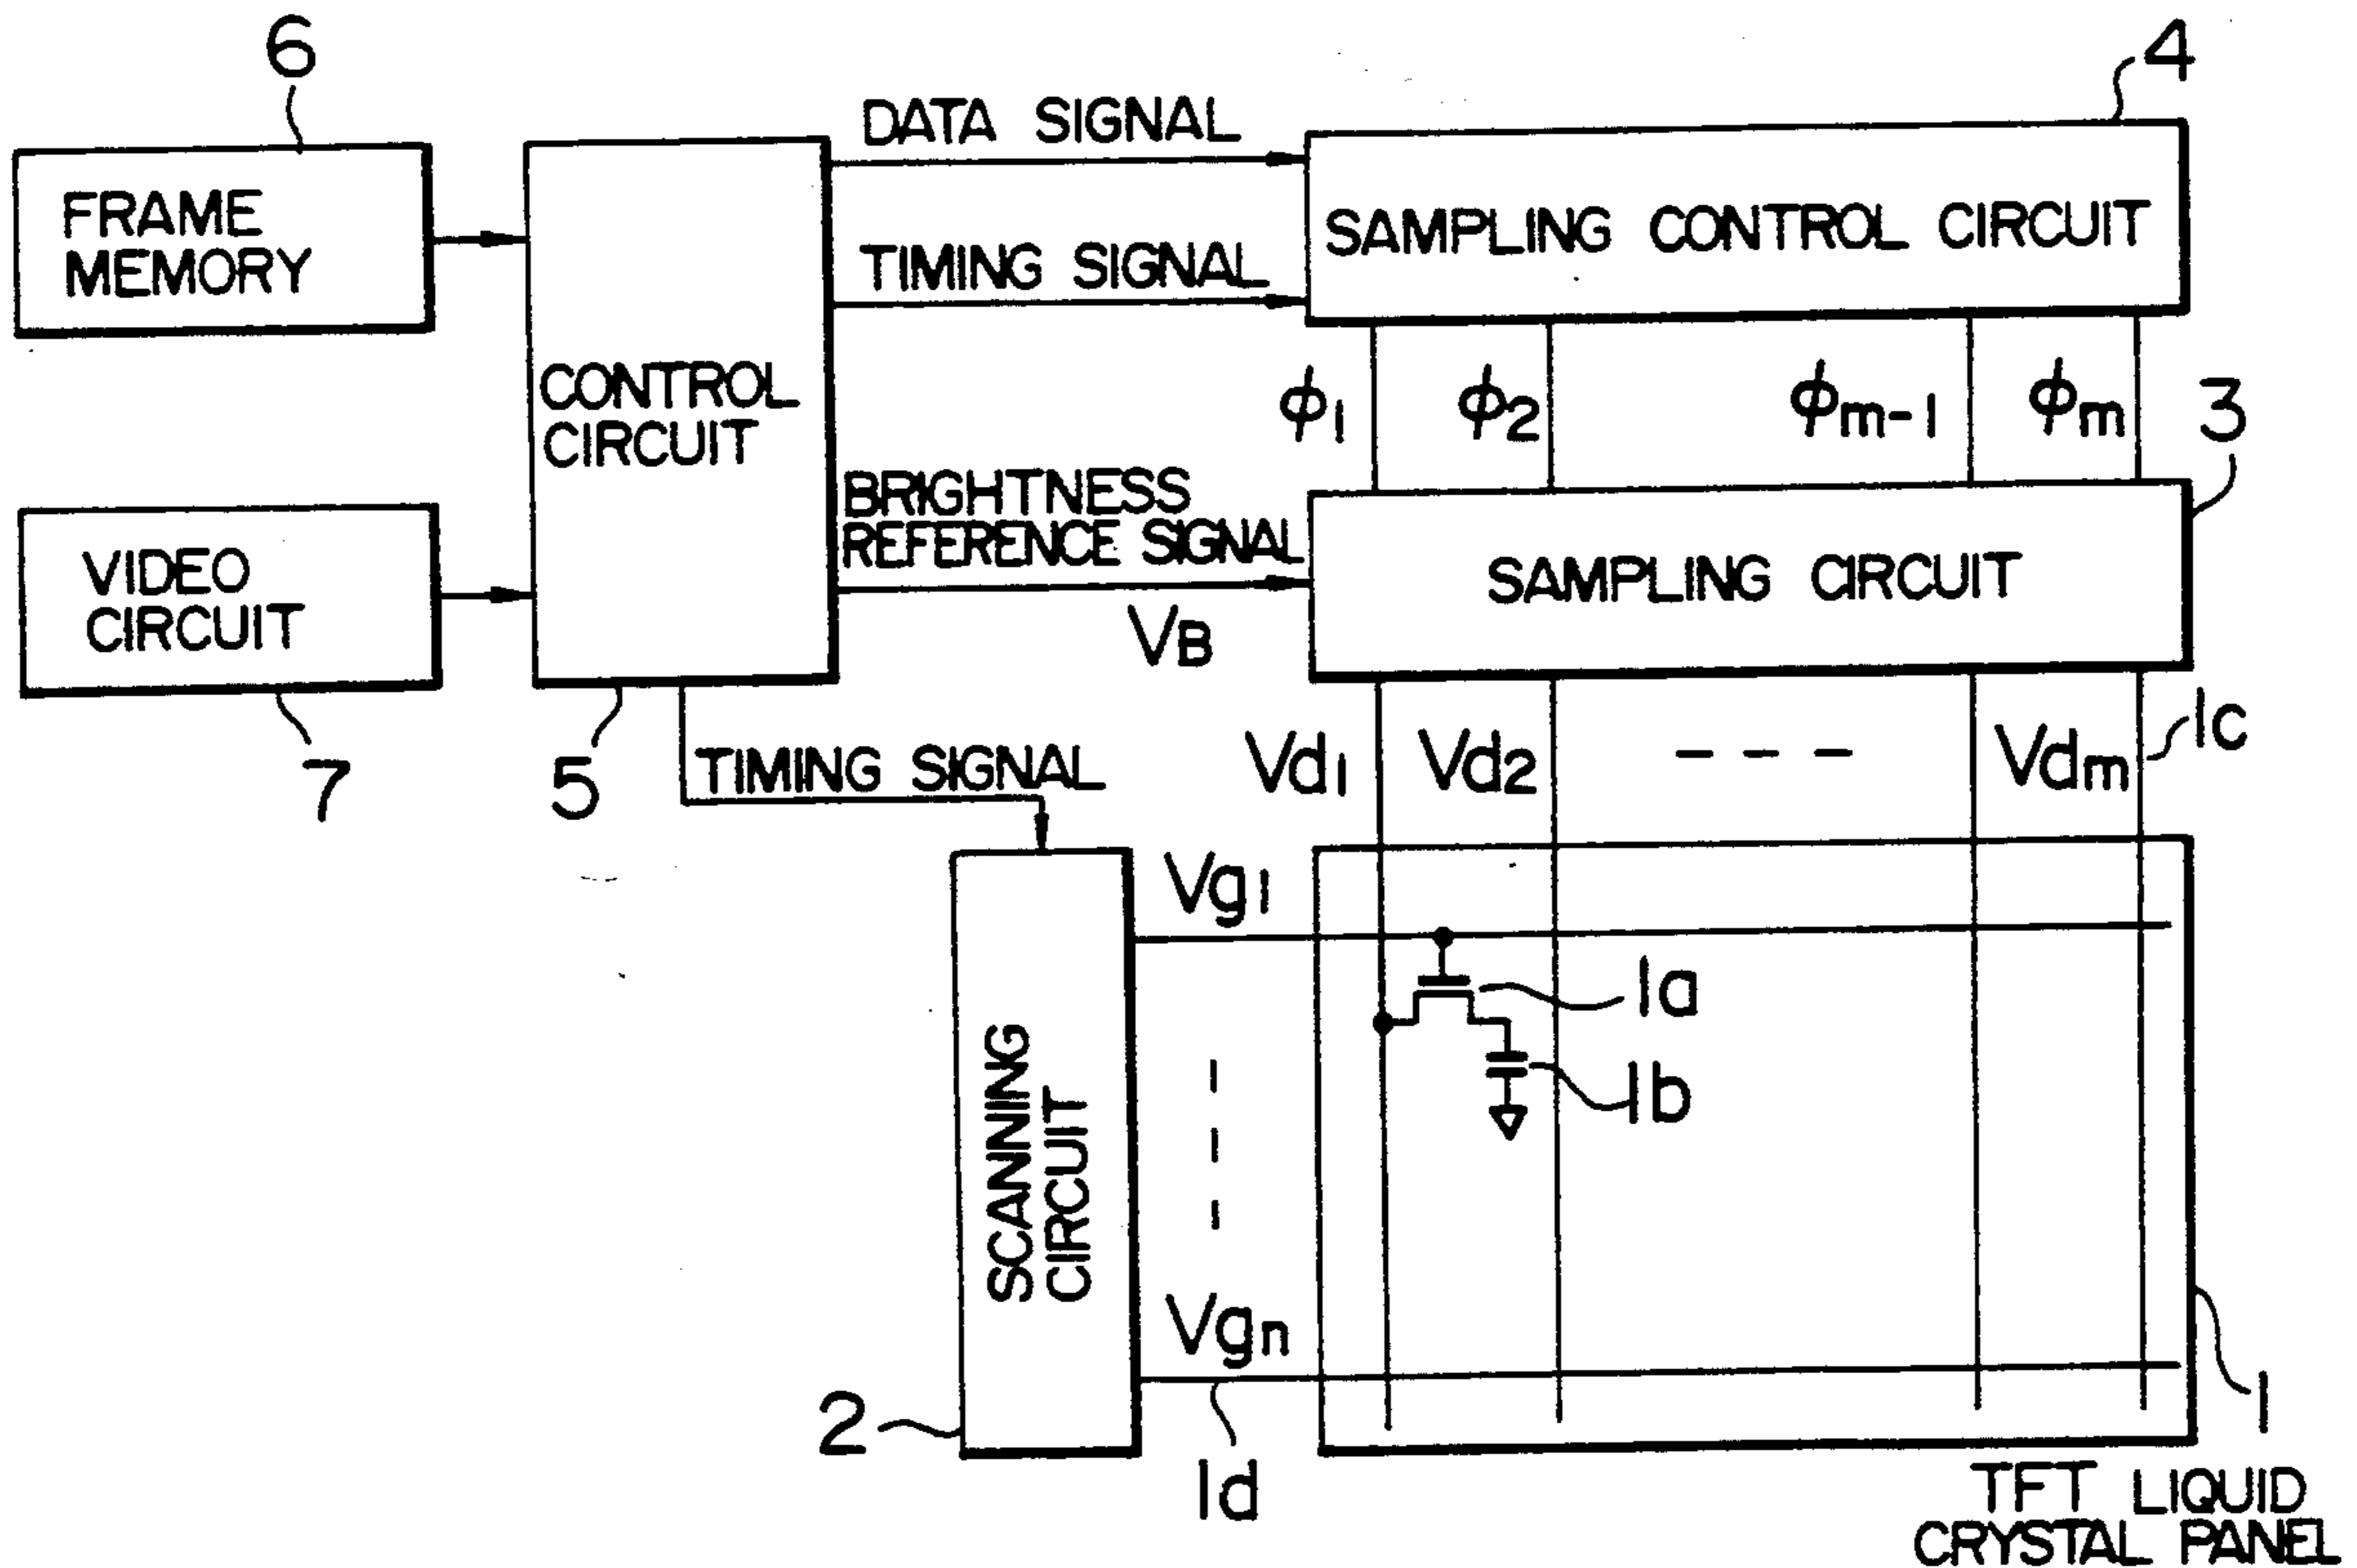 6
4
DATA SIGNAL
FRAME
MEMORY
SAMPLING CONTROL CIRCUIT
TIMING SIGNAL
CONTROL
CIRCUIT
ϕ1
ϕ2
ϕm-1
ϕm
3
BRIGHTNESS
REFERENCE SIGNAL
VIDEO
CIRCUIT
SAMPLING CIRCUIT
VB
7
5
TIMING SIGNAL
Vd1
Vd2
Vdm
1c
Vg1
1a
1b
SCANNING
CIRCUIT
Vgn
2
1d
1
TFT LIQUID
CRYSTAL PANEL